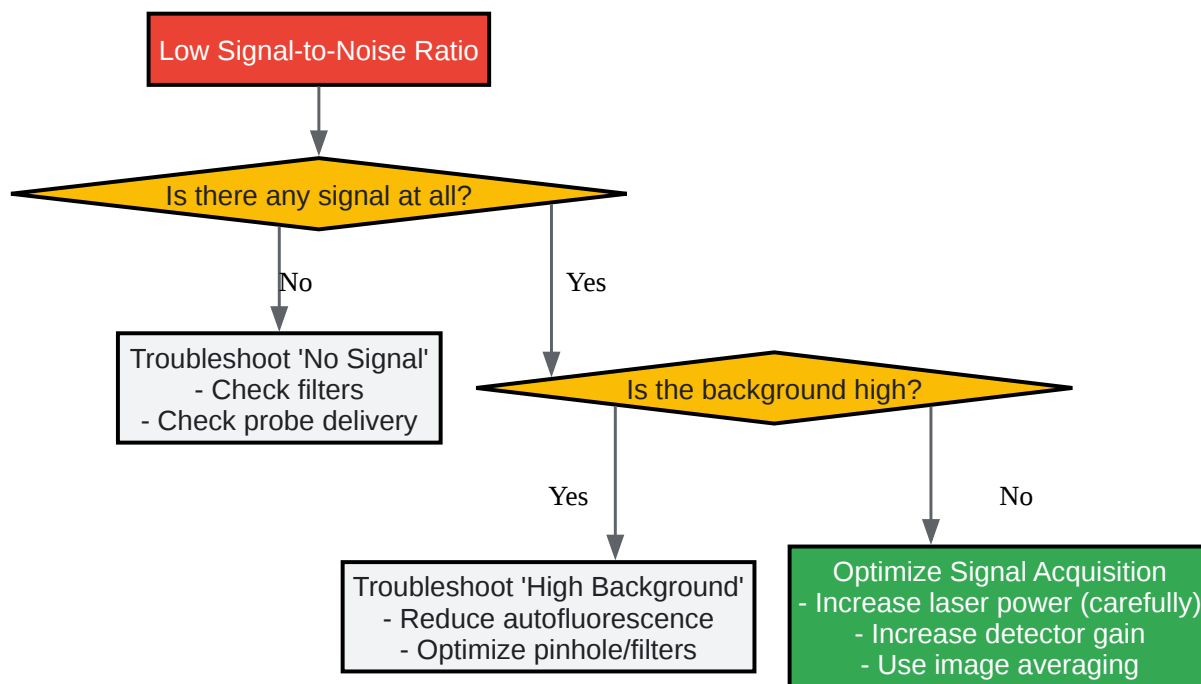 Low Signal-to-Noise Ratio
Is there any signal at all?
No
Yes
Troubleshoot 'No Signal'
- Check filters
- Check probe delivery
Is the background high?
Yes
No
Troubleshoot 'High Background'
- Reduce autofluorescence
- Optimize pinhole/filters
Optimize Signal Acquisition
- Increase laser power (carefully)
- Increase detector gain
- Use image averaging